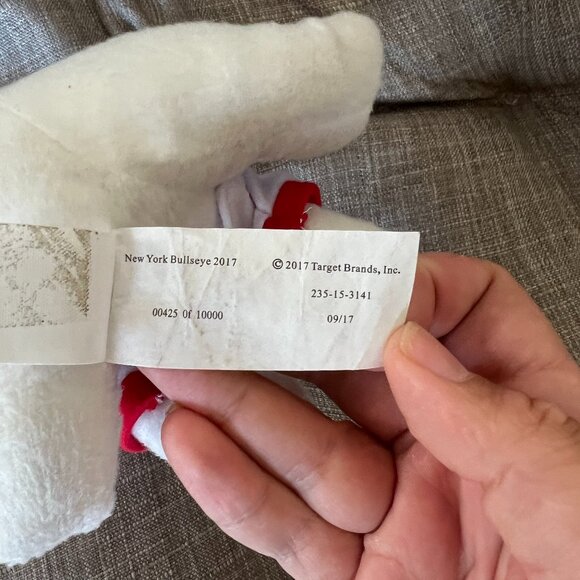 New York Bullseye 2017
00425 0f 10000
© 2017 Target Brands, Inc.
235-15-3141
09/17